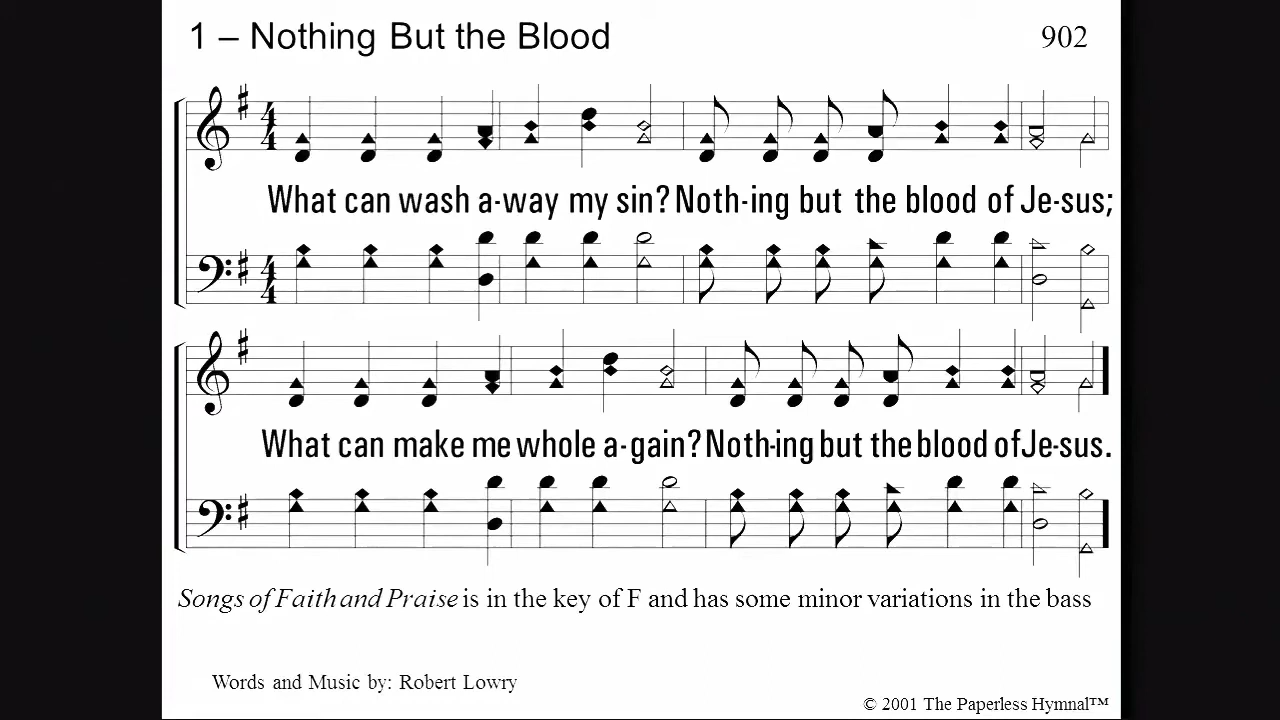 1 – Nothing But the Blood
902
What can wash a-way my sin? Noth-ing but the blood of Je-sus;
What can make me whole a-gain? Noth-ing but the blood of Je-sus.
Songs of Faith and Praise is in the key of F and has some minor variations in the bass
Words and Music by: Robert Lowry
© 2001 The Paperless Hymnal™